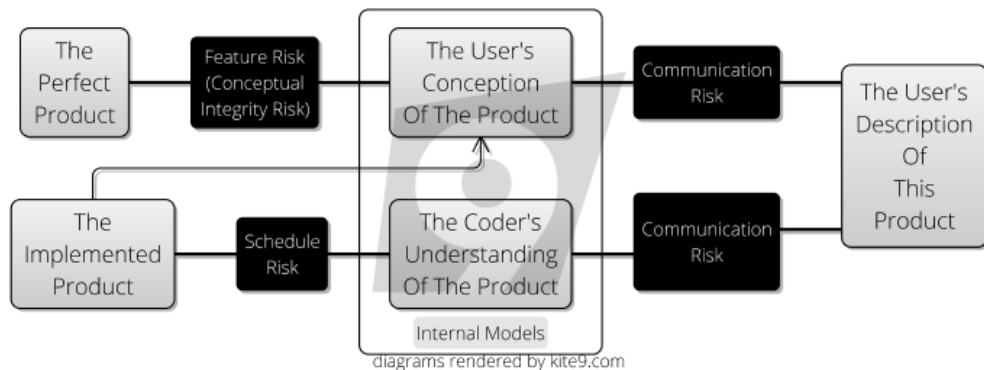 The
Perfect
Product
Feature Risk
(Conceptual
Integrity Risk)
The User's
Conception
Of The Product
Communication
Risk
The User's
Description
Of
This
Product
The
Implemented
Product
Schedule
Risk
The Coder's
Understanding
Of The Product
Communication
Risk
Internal Models
diagrams rendered by kite9.com